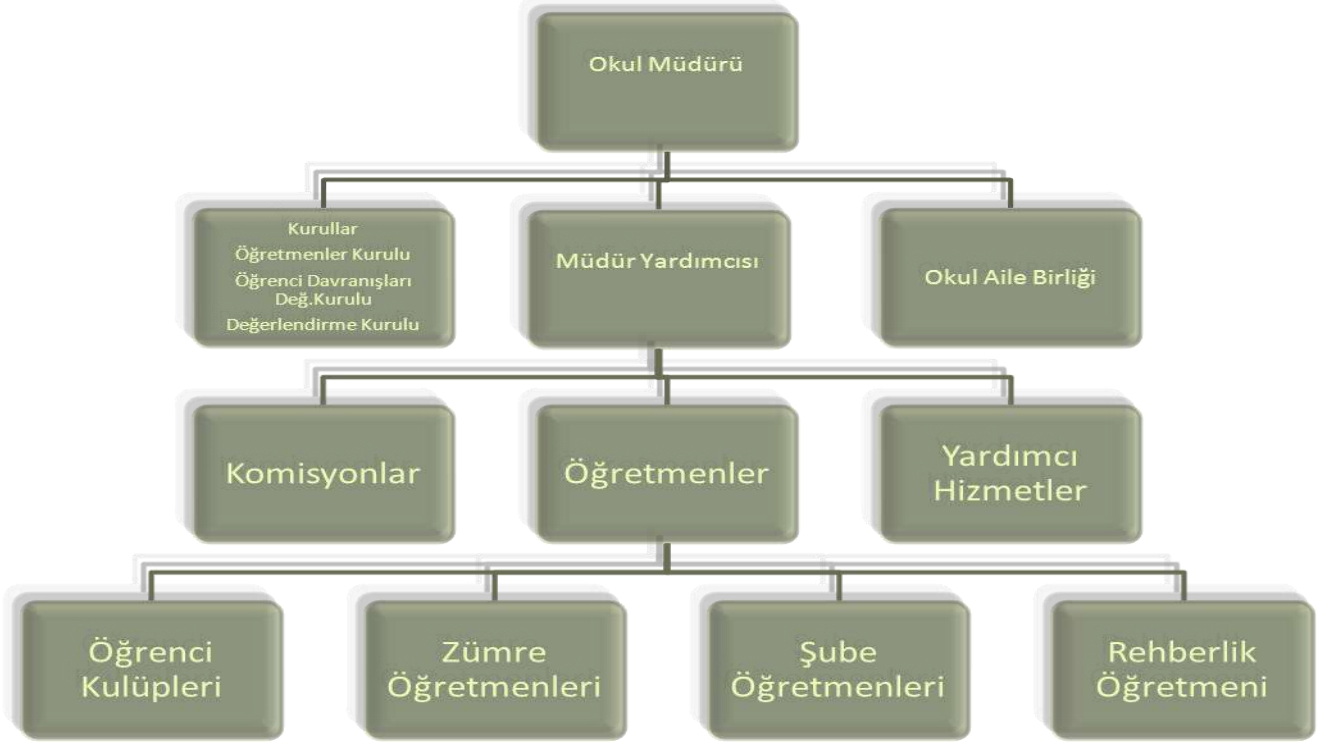 Okul Müdürü
Kurullar
Öğretmenler Kurulu
Öğrenci Davranışları
Değ.Kurulu
Değerlendirme Kurulu
Müdür Yardımcısı
Okul Aile Birliği
Komisyonlar
Öğretmenler
Yardımcı
Hizmetler
Öğrenci
Kulüpleri
Zümre
Öğretmenleri
Şube
Öğretmenleri
Rehberlik
Öğretmeni